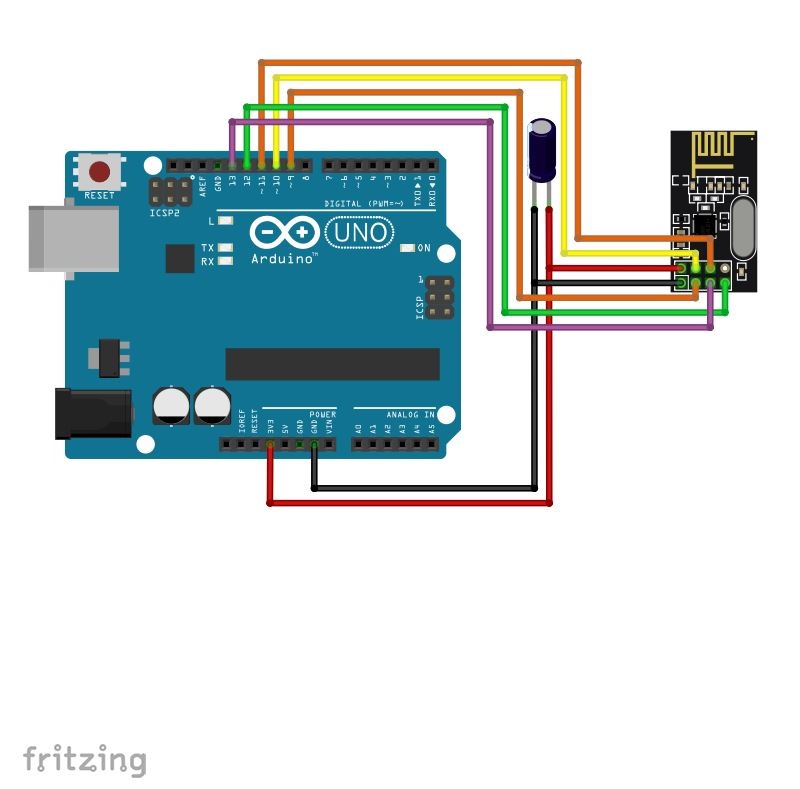 RESET
ICSP2
AREF
GND
13
12
~11
~10
~9
8
7
~6
~5
4
~3
2
TX0▶1
RX0◀0
DIGITAL (PWM=~)
L
TX
RX
UNO
ON
Arduino™
1
ICSP
IOREF
RESET
3V3
5V
GND
GND
VIN
POWER
ANALOG IN
A0
A1
A2
A3
A4
A5
fritzing